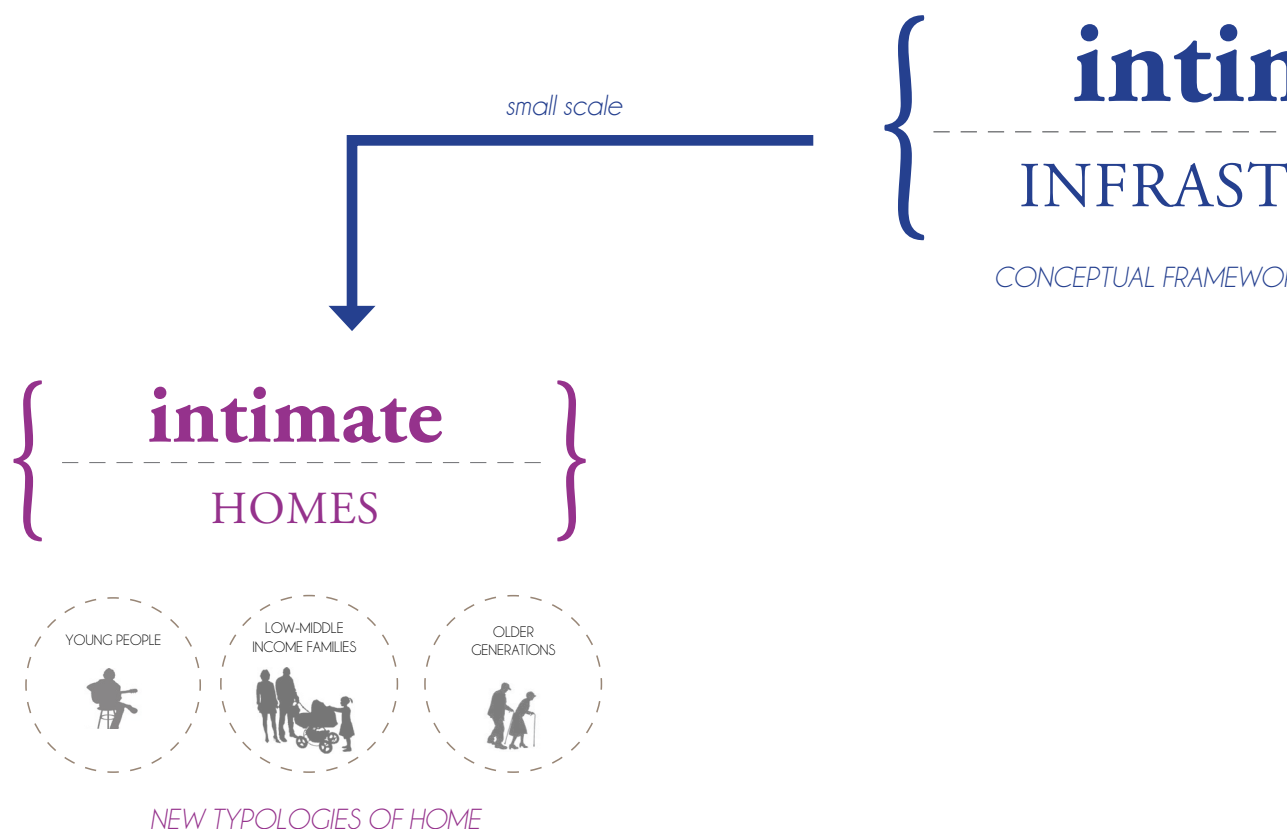 small scale
intim
INFRAST
CONCEPTUAL FRAMEWOR
intimate
HOMES
YOUNG PEOPLE
LOW-MIDDLE
INCOME FAMILIES
OLDER
GENERATIONS
NEW TYPOLOGIES OF HOME